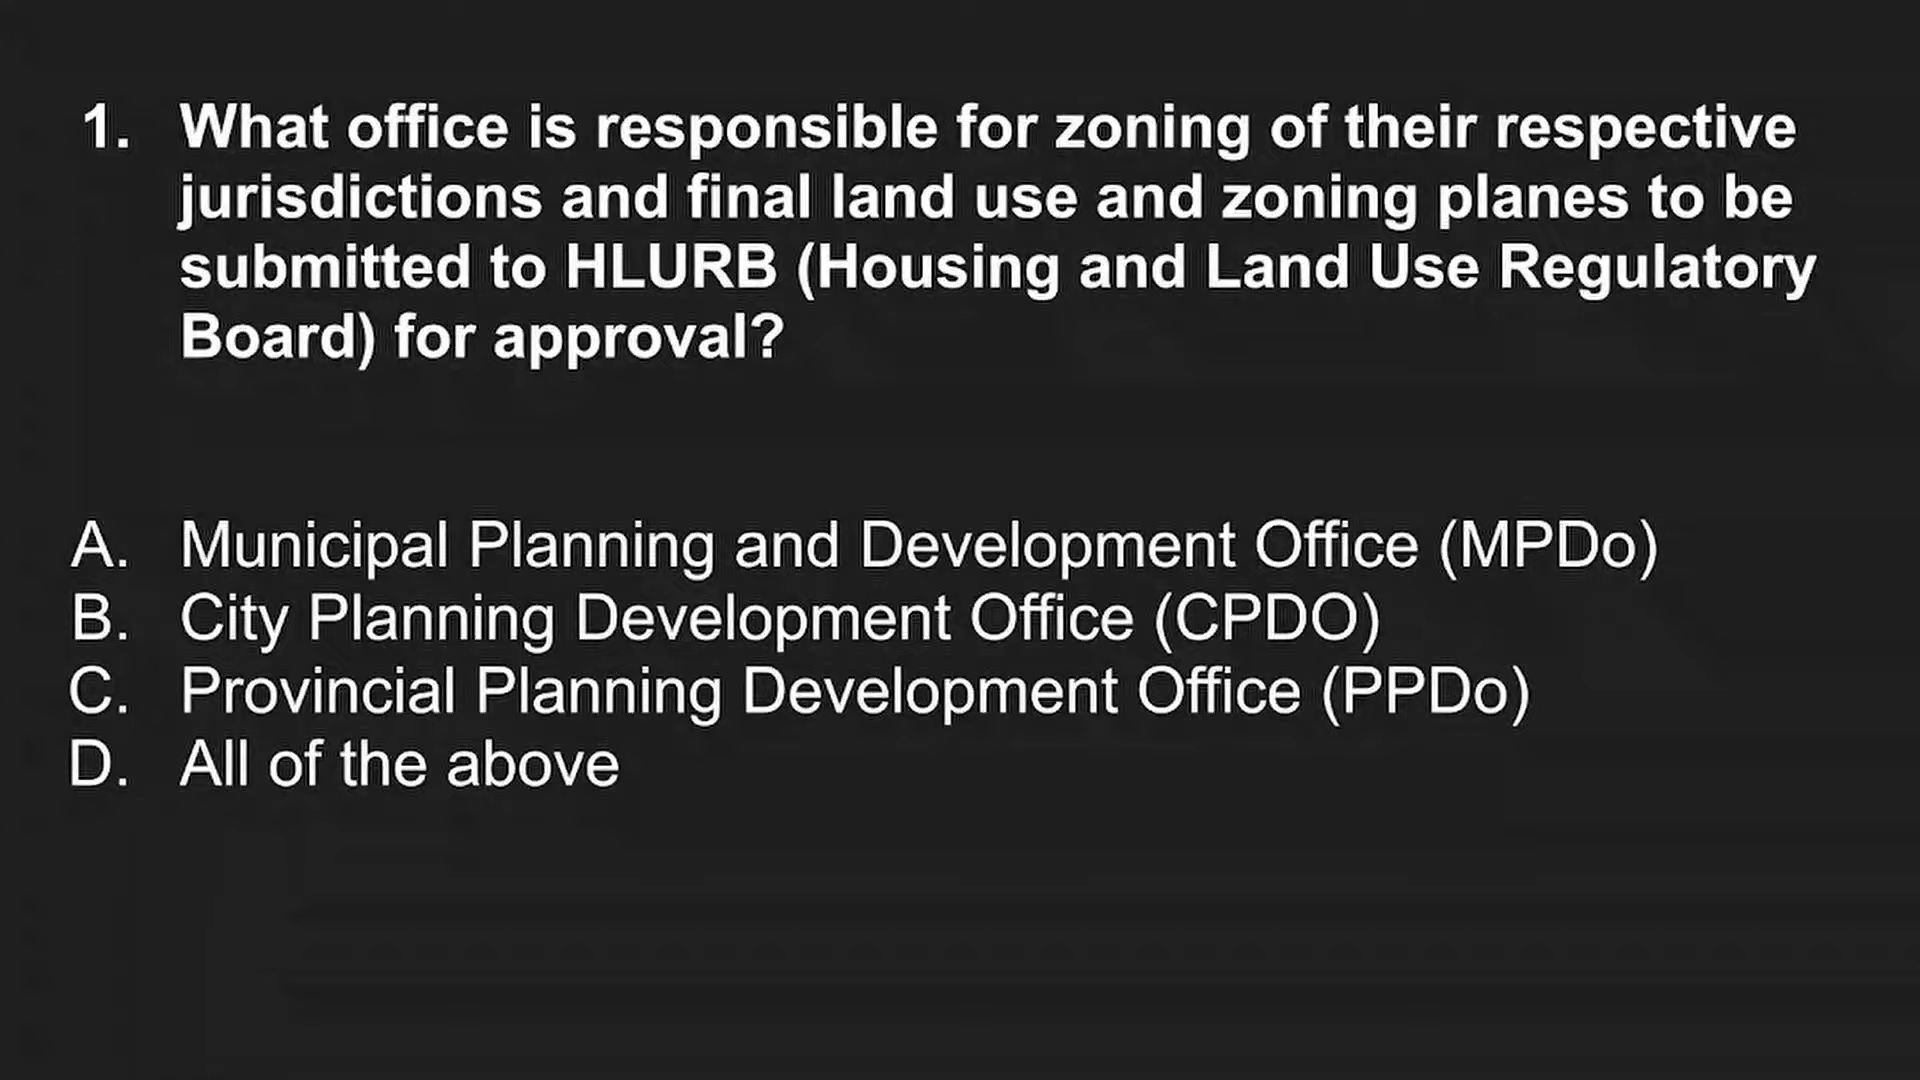 1. What office is responsible for zoning of their respective
jurisdictions and final land use and zoning planes to be
submitted to HLURB (Housing and Land Use Regulatory
Board) for approval?
A. Municipal Planning and Development Office (MPDo)
B. City Planning Development Office (CPDO)
C. Provincial Planning Development Office (PPDo)
D. All of the above